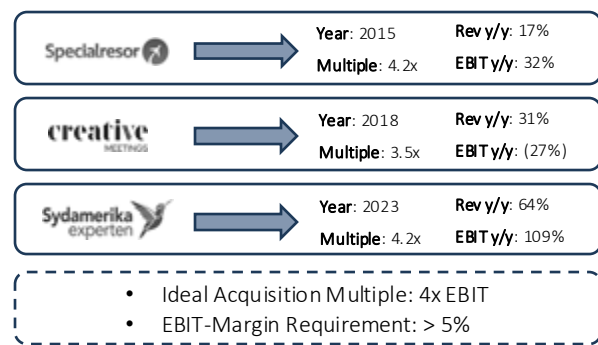 Specialresor
Year: 2015 Rev y/y: 17%
Multiple: 4.2x EBIT y/y: 32%
creative
MEETINGS
Year: 2018 Rev y/y: 31%
Multiple: 3.5x EBIT y/y: (27%)
Sydamerika
experten
Year: 2023 Rev y/y: 64%
Multiple: 4.2x EBIT y/y: 109%
• Ideal Acquisition Multiple: 4x EBIT
• EBIT-Margin Requirement: > 5%